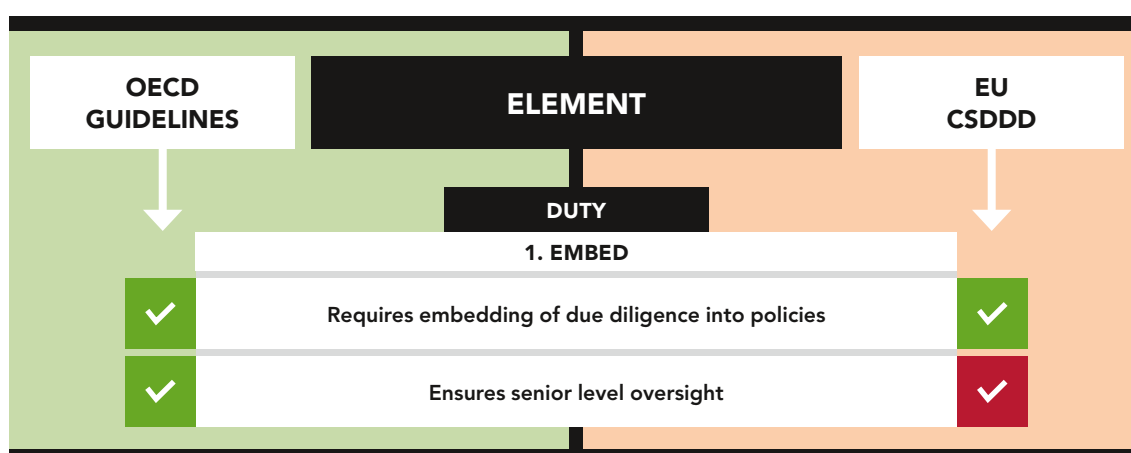 OECD
GUIDELINES
ELEMENT
EU
CSDDD
DUTY
1. EMBED
Requires embedding of due diligence into policies
Ensures senior level oversight